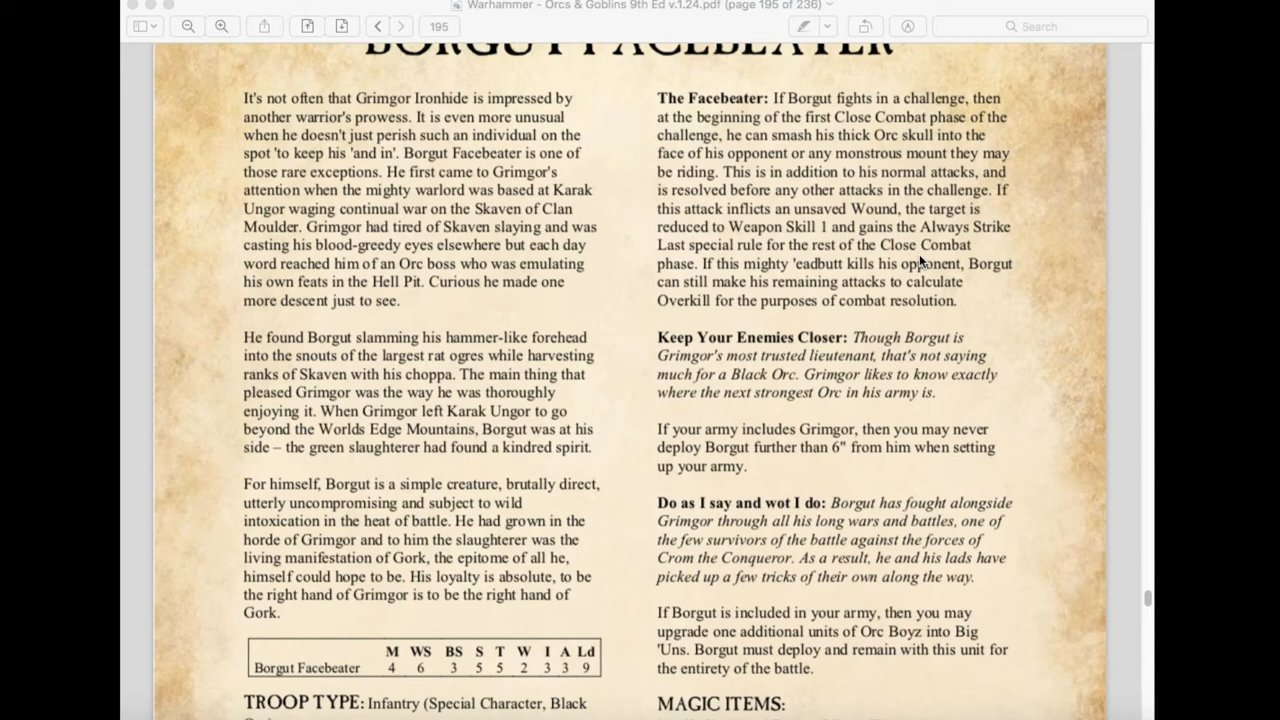 Warhammer - Orcs & Goblins 9th Ed v.1.24.pdf (page 195 of 236)
195
Search
BORGUT FACEBEATER
It's not often that Grimgor Ironhide is impressed by
another warrior's prowess. It is even more unusual
when he doesn't just perish such an individual on the
spot 'to keep his 'and in'. Borgut Facebeater is one of
those rare exceptions. He first came to Grimgor's
attention when the mighty warlord was based at Karak
Ungor waging continual war on the Skaven of Clan
Moulder. Grimgor had tired of Skaven slaying and was
casting his blood-greedy eyes elsewhere but each day
word reached him of an Orc boss who was emulating
his own feats in the Hell Pit. Curious he made one
more descent just to see.
He found Borgut slamming his hammer-like forehead
into the snouts of the largest rat ogres while harvesting
ranks of Skaven with his choppa. The main thing that
pleased Grimgor was the way he was thoroughly
enjoying it. When Grimgor left Karak Ungor to go
beyond the Worlds Edge Mountains, Borgut was at his
side – the green slaughterer had found a kindred spirit.
For himself, Borgut is a simple creature, brutally direct,
utterly uncompromising and subject to wild
intoxication in the heat of battle. He had grown in the
horde of Grimgor and to him the slaughterer was the
living manifestation of Gork, the epitome of all he,
himself could hope to be. His loyalty is absolute, to be
the right hand of Grimgor is to be the right hand of
Gork.
M WS BS S T W I A Ld
Borgut Facebeater 4 6 3 5 5 2 3 3 9
TROOP TYPE: Infantry (Special Character, Black
The Facebeater: If Borgut fights in a challenge, then
at the beginning of the first Close Combat phase of the
challenge, he can smash his thick Orc skull into the
face of his opponent or any monstrous mount they may
be riding. This is in addition to his normal attacks, and
is resolved before any other attacks in the challenge. If
this attack inflicts an unsaved Wound, the target is
reduced to Weapon Skill 1 and gains the Always Strike
Last special rule for the rest of the Close Combat
phase. If this mighty 'eadbutt kills his opponent, Borgut
can still make his remaining attacks to calculate
Overkill for the purposes of combat resolution.
Keep Your Enemies Closer: Though Borgut is
Grimgor's most trusted lieutenant, that's not saying
much for a Black Orc. Grimgor likes to know exactly
where the next strongest Orc in his army is.
If your army includes Grimgor, then you may never
deploy Borgut further than 6" from him when setting
up your army.
Do as I say and wot I do: Borgut has fought alongside
Grimgor through all his long wars and battles, one of
the few survivors of the battle against the forces of
Crom the Conqueror. As a result, he and his lads have
picked up a few tricks of their own along the way.
If Borgut is included in your army, then you may
upgrade one additional units of Orc Boyz into Big
'Uns. Borgut must deploy and remain with this unit for
the entirety of the battle.
MAGIC ITEMS: